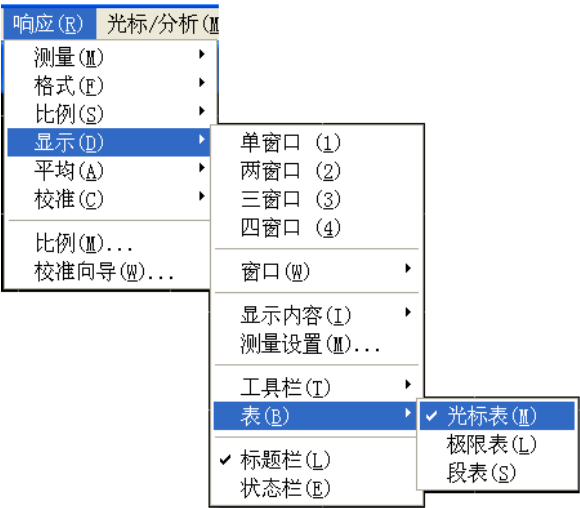 响应(R) 光标/分析(M
测量(M)
格式(F)
比例(S)
显示(D)
平均(A)
校准(C)
比例(M)...
校准向导(W)...
单窗口 (1)
两窗口 (2)
三窗口 (3)
四窗口 (4)
窗口(W)
显示内容(I)
测量设置(M)...
工具栏(T)
表(B)
标题栏(L)
状态栏(E)
光标表(M)
极限表(L)
段表(S)